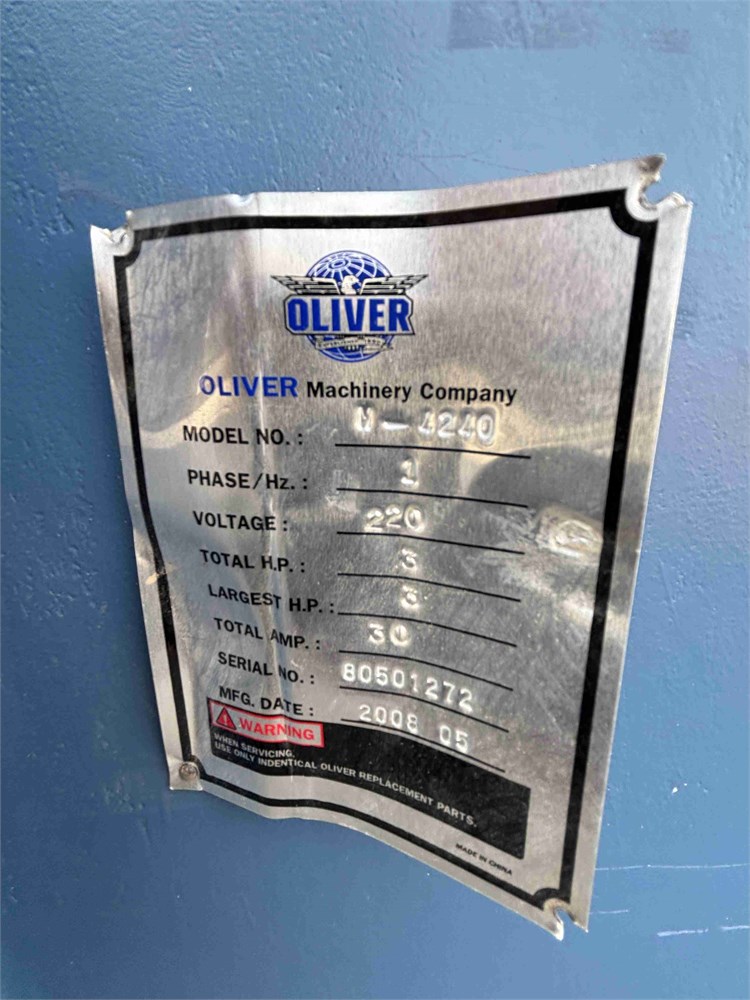 OLIVER
OLIVER Machinery Company
MODEL NO. : M-4240
PHASE/Hz. : 1
VOLTAGE : 220
TOTAL H.P. : 3
LARGEST H.P. : 3
TOTAL AMP. : 30
SERIAL NO. : 80501272
MFG. DATE : 2008 05
WARNING
WHEN SERVICING,
USE ONLY INDENTICAL OLIVER REPLACEMENT PARTS.
MADE IN CHINA